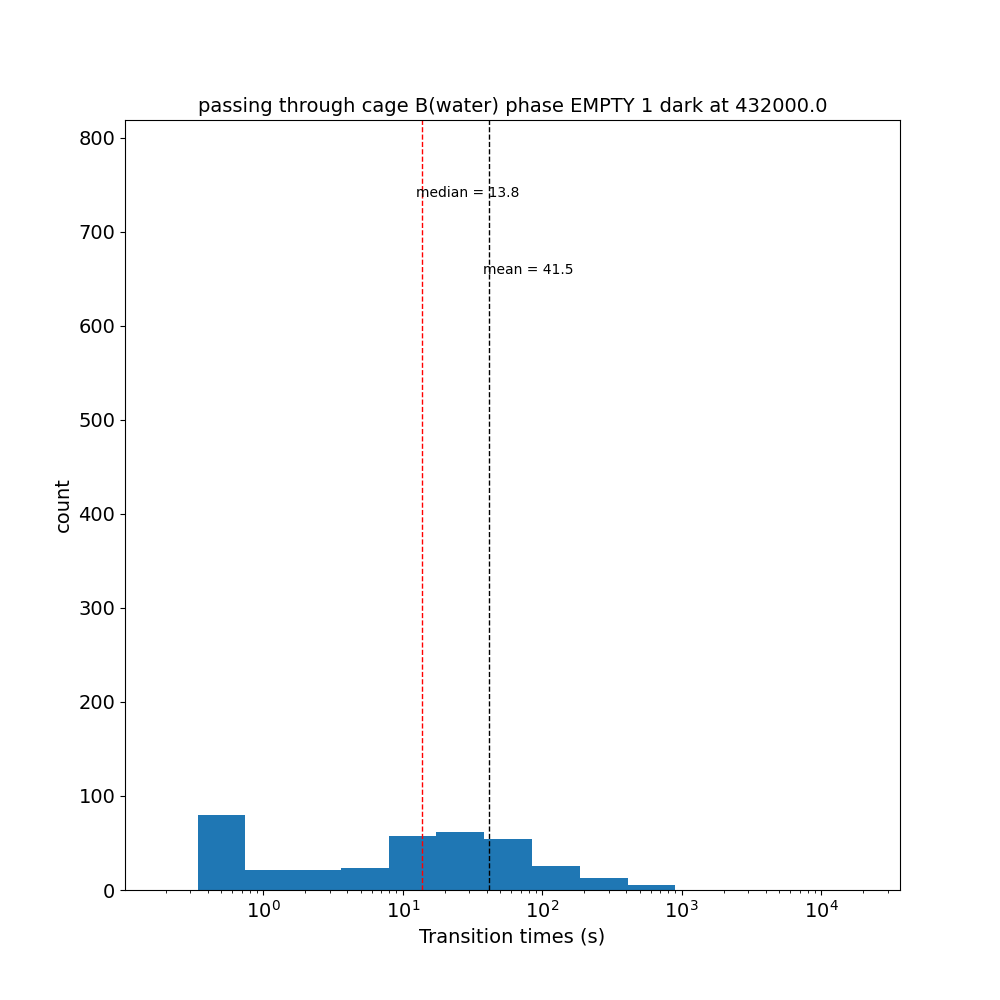 passing through cage B(water) phase EMPTY 1 dark at 432000.0
800
median = 13.8
700
mean = 41.5
600
500
count
400
300
200
100
0
10^0 10^1 10^2 10^3 10^4
Transition times (s)